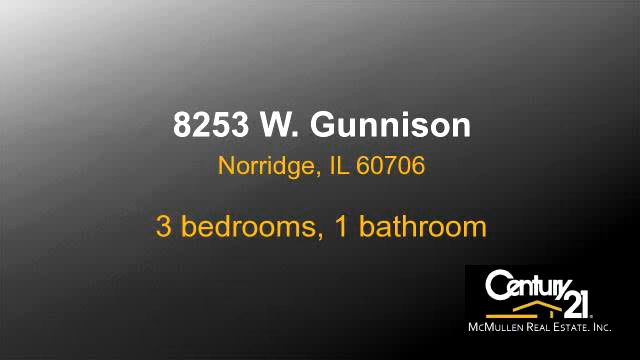 8253 W. Gunnison
Norridge, IL 60706
3 bedrooms, 1 bathroom
Century 21
McMullen Real Estate. Inc.